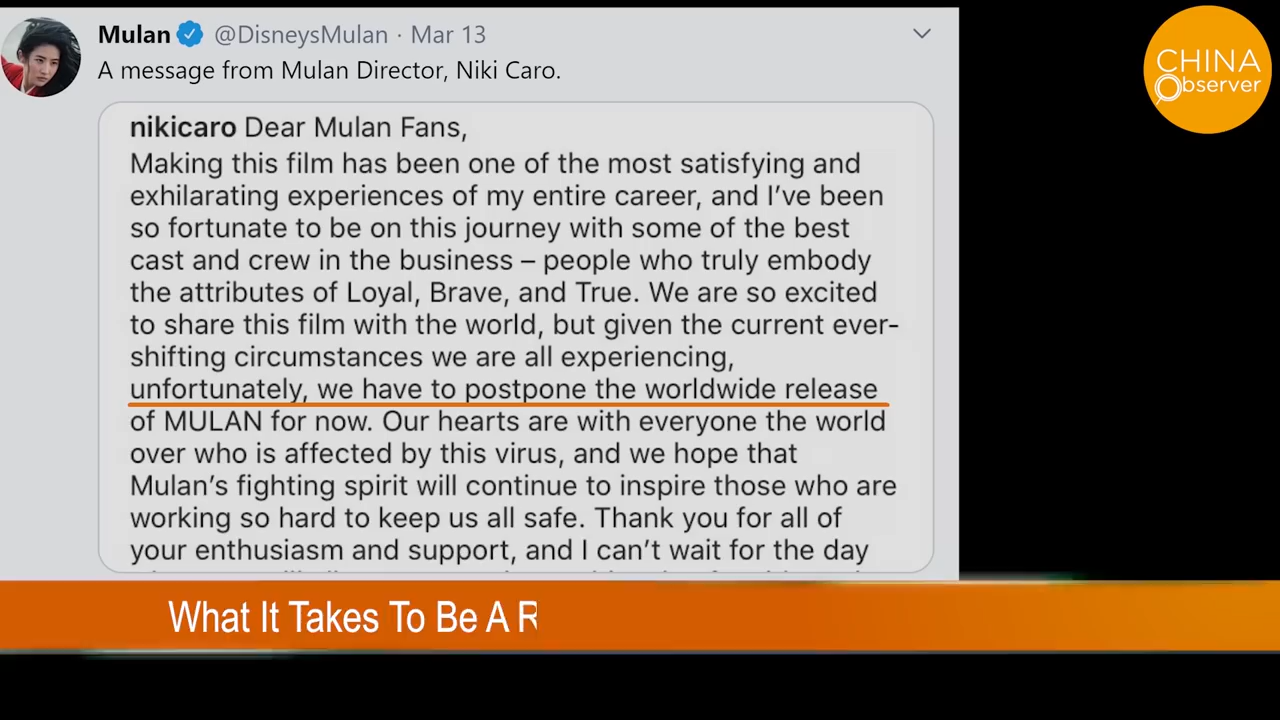 Mulan @DisneysMulan · Mar 13
A message from Mulan Director, Niki Caro.
nikicaro Dear Mulan Fans,
Making this film has been one of the most satisfying and
exhilarating experiences of my entire career, and I've been
so fortunate to be on this journey with some of the best
cast and crew in the business – people who truly embody
the attributes of Loyal, Brave, and True. We are so excited
to share this film with the world, but given the current ever-
shifting circumstances we are all experiencing,
unfortunately, we have to postpone the worldwide release
of MULAN for now. Our hearts are with everyone the world
over who is affected by this virus, and we hope that
Mulan's fighting spirit will continue to inspire those who are
working so hard to keep us all safe. Thank you for all of
your enthusiasm and support, and I can't wait for the day
CHINA
Observer
What It Takes To Be A R